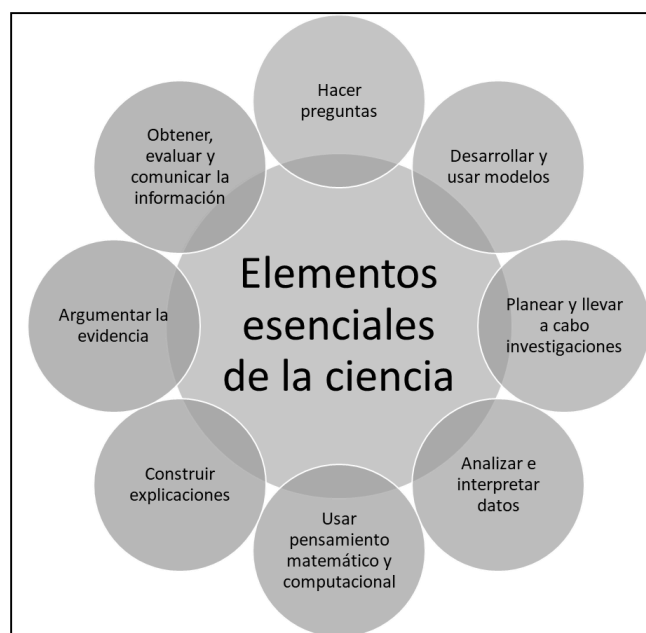 Elementos
esenciales
de la ciencia
Hacer
preguntas
Desarrollar y
usar modelos
Planear y llevar
a cabo
investigaciones
Analizar e
interpretar
datos
Usar
pensamiento
matemático y
computacional
Construir
explicaciones
Argumentar la
evidencia
Obtener,
evaluar y
comunicar la
información